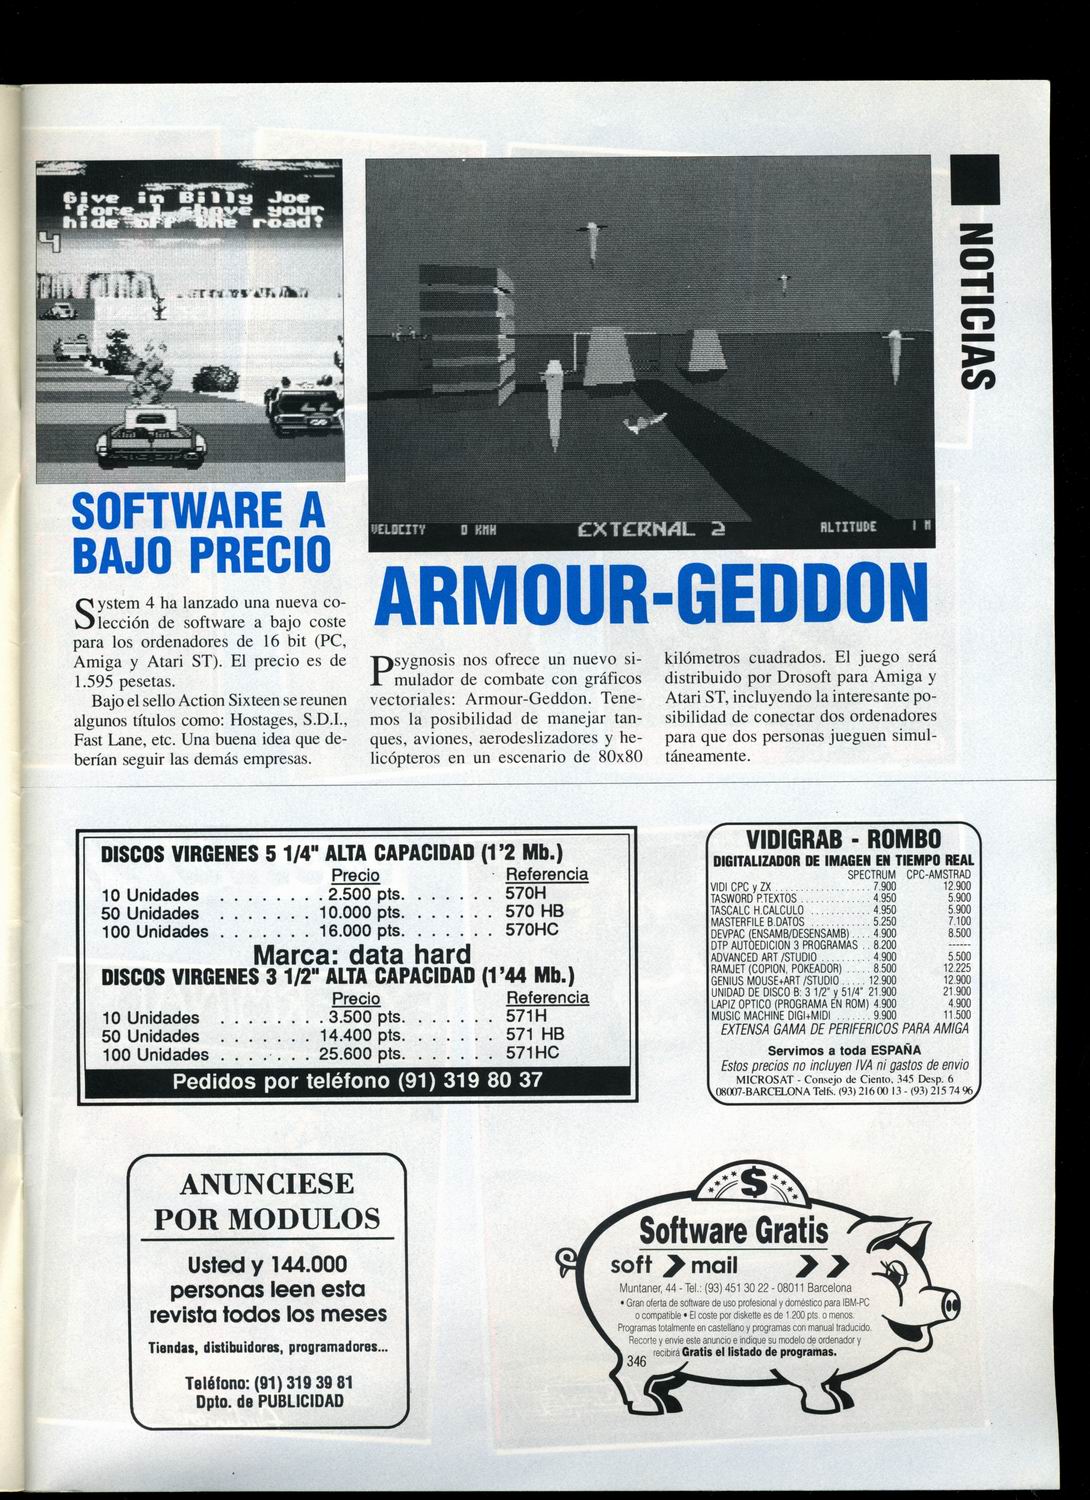 Give in Billy Joe
'fore I shove your
hide off the road!
4
NOTICIAS
VELOCITY 0 KMH EXTERNAL 2 ALTITUDE 1 M
SOFTWARE A
BAJO PRECIO
System 4 ha lanzado una nueva co-
lección de software a bajo coste
para los ordenadores de 16 bit (PC,
Amiga y Atari ST). El precio es de
1.595 pesetas.
Bajo el sello Action Sixteen se reunen
algunos títulos como: Hostages, S.D.I.,
Fast Lane, etc. Una buena idea que de-
berían seguir las demás empresas.
ARMOUR-GEDDON
Psygnosis nos ofrece un nuevo si-
mulador de combate con gráficos
vectoriales: Armour-Geddon. Tene-
mos la posibilidad de manejar tan-
ques, aviones, aerodeslizadores y he-
licópteros en un escenario de 80x80
kilómetros cuadrados. El juego será
distribuido por Drosoft para Amiga y
Atari ST, incluyendo la interesante po-
sibilidad de conectar dos ordenadores
para que dos personas jueguen simul-
táneamente.
DISCOS VIRGENES 5 1/4" ALTA CAPACIDAD (1'2 Mb.)
Precio Referencia
10 Unidades . . . . . . . . . 2.500 pts. . . . . . . 570H
50 Unidades . . . . . . . . 10.000 pts. . . . . . . 570 HB
100 Unidades . . . . . . . 16.000 pts. . . . . . . 570HC
Marca: data hard
DISCOS VIRGENES 3 1/2" ALTA CAPACIDAD (1'44 Mb.)
Precio Referencia
10 Unidades . . . . . . . . . 3.500 pts. . . . . . . 571H
50 Unidades . . . . . . . . 14.400 pts. . . . . . . 571 HB
100 Unidades . . . . . . . 25.600 pts. . . . . . . 571HC
Pedidos por teléfono (91) 319 80 37
VIDIGRAB - ROMBO
DIGITALIZADOR DE IMAGEN EN TIEMPO REAL
SPECTRUM CPC-AMSTRAD
VIDI CPC y ZX . . . . . . . . 7.900 12.900
TASWORD P.TEXTOS . . . . . . . . 4.950 5.900
TASCALC H.CALCULO . . . . . . . . 4.950 5.900
MASTERFILE B.DATOS . . . . . . . . 5.250 7.100
DEVPAC (ENSAMB/DESENSAMB) . . . . 4.900 8.500
DTP AUTOEDICION 3 PROGRAMAS . . 8.200 ------
ADVANCED ART /STUDIO . . . . . . . . 4.900 5.500
RAMJET (COPION, POKEADOR) . . . . . 8.500 12.225
GENIUS MOUSE+ART /STUDIO . . . . . 12.900 12.900
UNIDAD DE DISCO B: 3 1/2" y 51/4" 21.900 21.900
LAPIZ OPTICO (PROGRAMA EN ROM) 4.900 4.900
MUSIC MACHINE DIGI+MIDI . . . . . . . 9.900 11.500
EXTENSA GAMA DE PERIFERICOS PARA AMIGA
Servimos a toda ESPAÑA
Estos precios no incluyen IVA ni gastos de envio
MICROSAT - Consejo de Ciento, 345 Desp. 6
08007-BARCELONA Telfs. (93) 216 00 13 - (93) 215 74 96
ANUNCIESE
POR MODULOS
Usted y 144.000
personas leen esta
revista todos los meses
Tiendas, distibuidores, programadores...
Teléfono: (91) 319 39 81
Dpto. de PUBLICIDAD
$
Software Gratis
soft > mail > >
Muntaner, 44 - Tel.: (93) 451 30 22 - 08011 Barcelona
• Gran oferta de software de uso profesional y doméstico para IBM-PC
o compatible • El coste por diskette es de 1.200 pts. o menos.
Programas totalmente en castellano y programas con manual traducido.
Recorte y envie este anuncio e indique su modelo de ordenador y
recibirá Gratis el listado de programas.
346